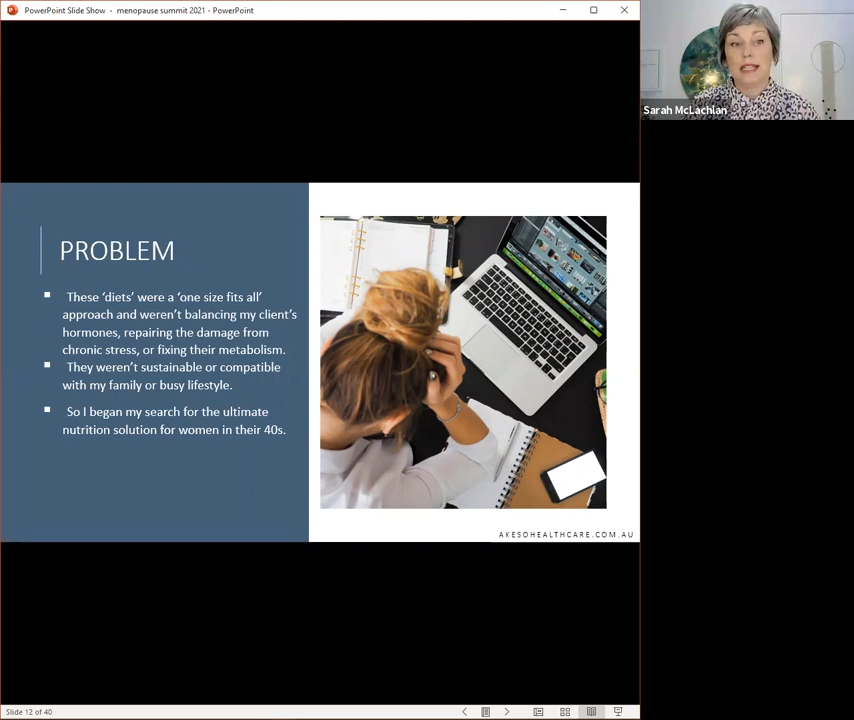 PowerPoint Slide Show - menopause summit 2021 - PowerPoint
Sarah McLachlan
PROBLEM
These ‘diets’ were a ‘one size fits all’
approach and weren’t balancing my client’s
hormones, repairing the damage from
chronic stress, or fixing their metabolism.
They weren’t sustainable or compatible
with my family or busy lifestyle.
So I began my search for the ultimate
nutrition solution for women in their 40s.
AKESOHEALTHCARE.COM.AU
Slide 12 of 40